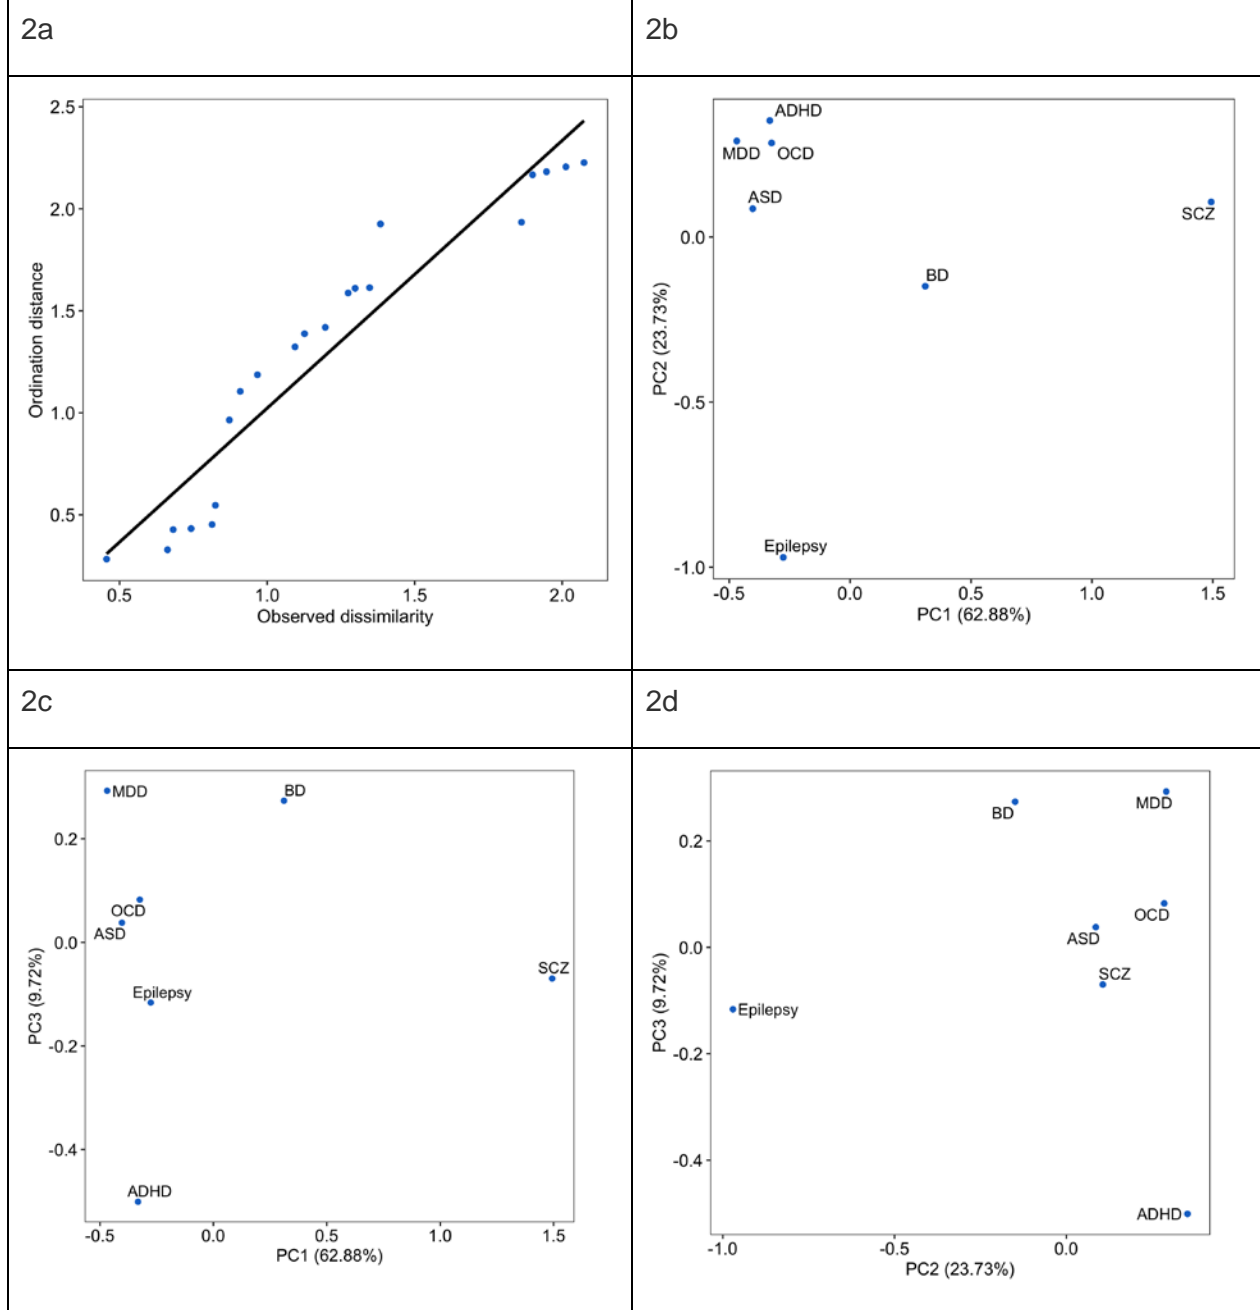 2a
2b
2.5
2.0
1.5
1.0
0.5
0.5
1.0
1.5
2.0
Ordination distance
Observed dissimilarity
ADHD
MDD
OCD
ASD
SCZ
BD
Epilepsy
0.0
-0.5
-1.0
-0.5
0.0
0.5
1.0
1.5
PC2 (23.73%)
PC1 (62.88%)
2c
2d
MDD
BD
OCD
ASD
SCZ
Epilepsy
ADHD
0.2
0.0
-0.2
-0.4
-0.5
0.0
0.5
1.0
1.5
PC3 (9.72%)
PC1 (62.88%)
MDD
BD
OCD
ASD
SCZ
Epilepsy
ADHD
0.2
0.0
-0.2
-0.4
-1.0
-0.5
0.0
PC3 (9.72%)
PC2 (23.73%)